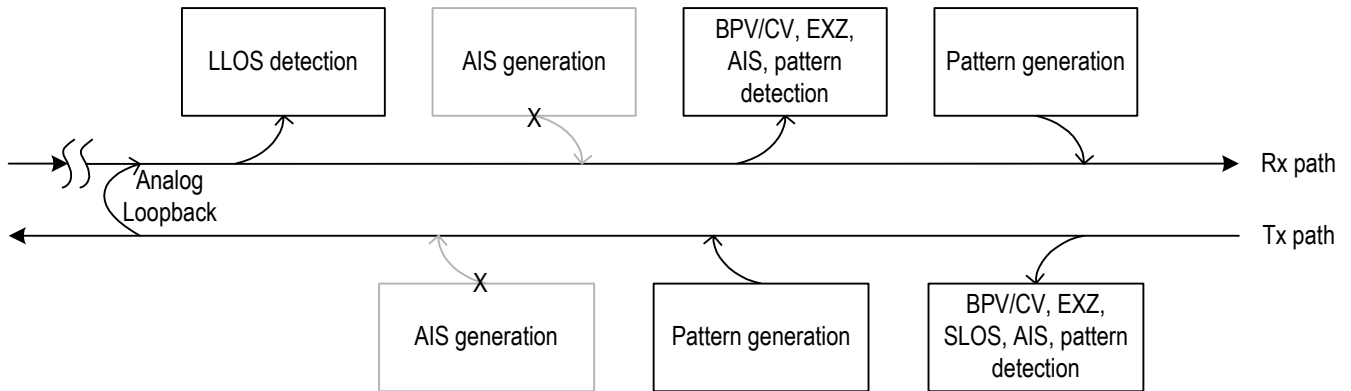 LLOS detection
AIS generation
BPV/CV, EXZ,
AIS, pattern
detection
Pattern generation
X
Rx path
Analog
Loopback
Tx path
X
AIS generation
Pattern generation
BPV/CV, EXZ,
SLOS, AIS, pattern
detection